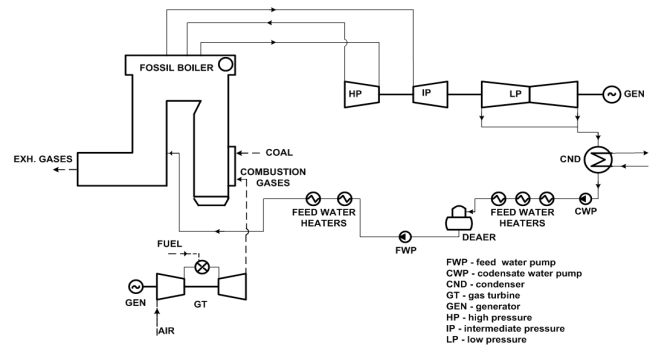 FOSSIL BOILER
HP
IP
LP
GEN
EXH. GASES
COAL
COMBUSTION
GASES
CND
FEED WATER
HEATERS
FEED WATER
HEATERS
CWP
DEAER
FWP
FUEL
GEN
GT
AIR
FWP - feed water pump
CWP - codensate water pump
CND - condenser
GT - gas turbine
GEN - generator
HP - high pressure
IP - intermediate pressure
LP - low pressure